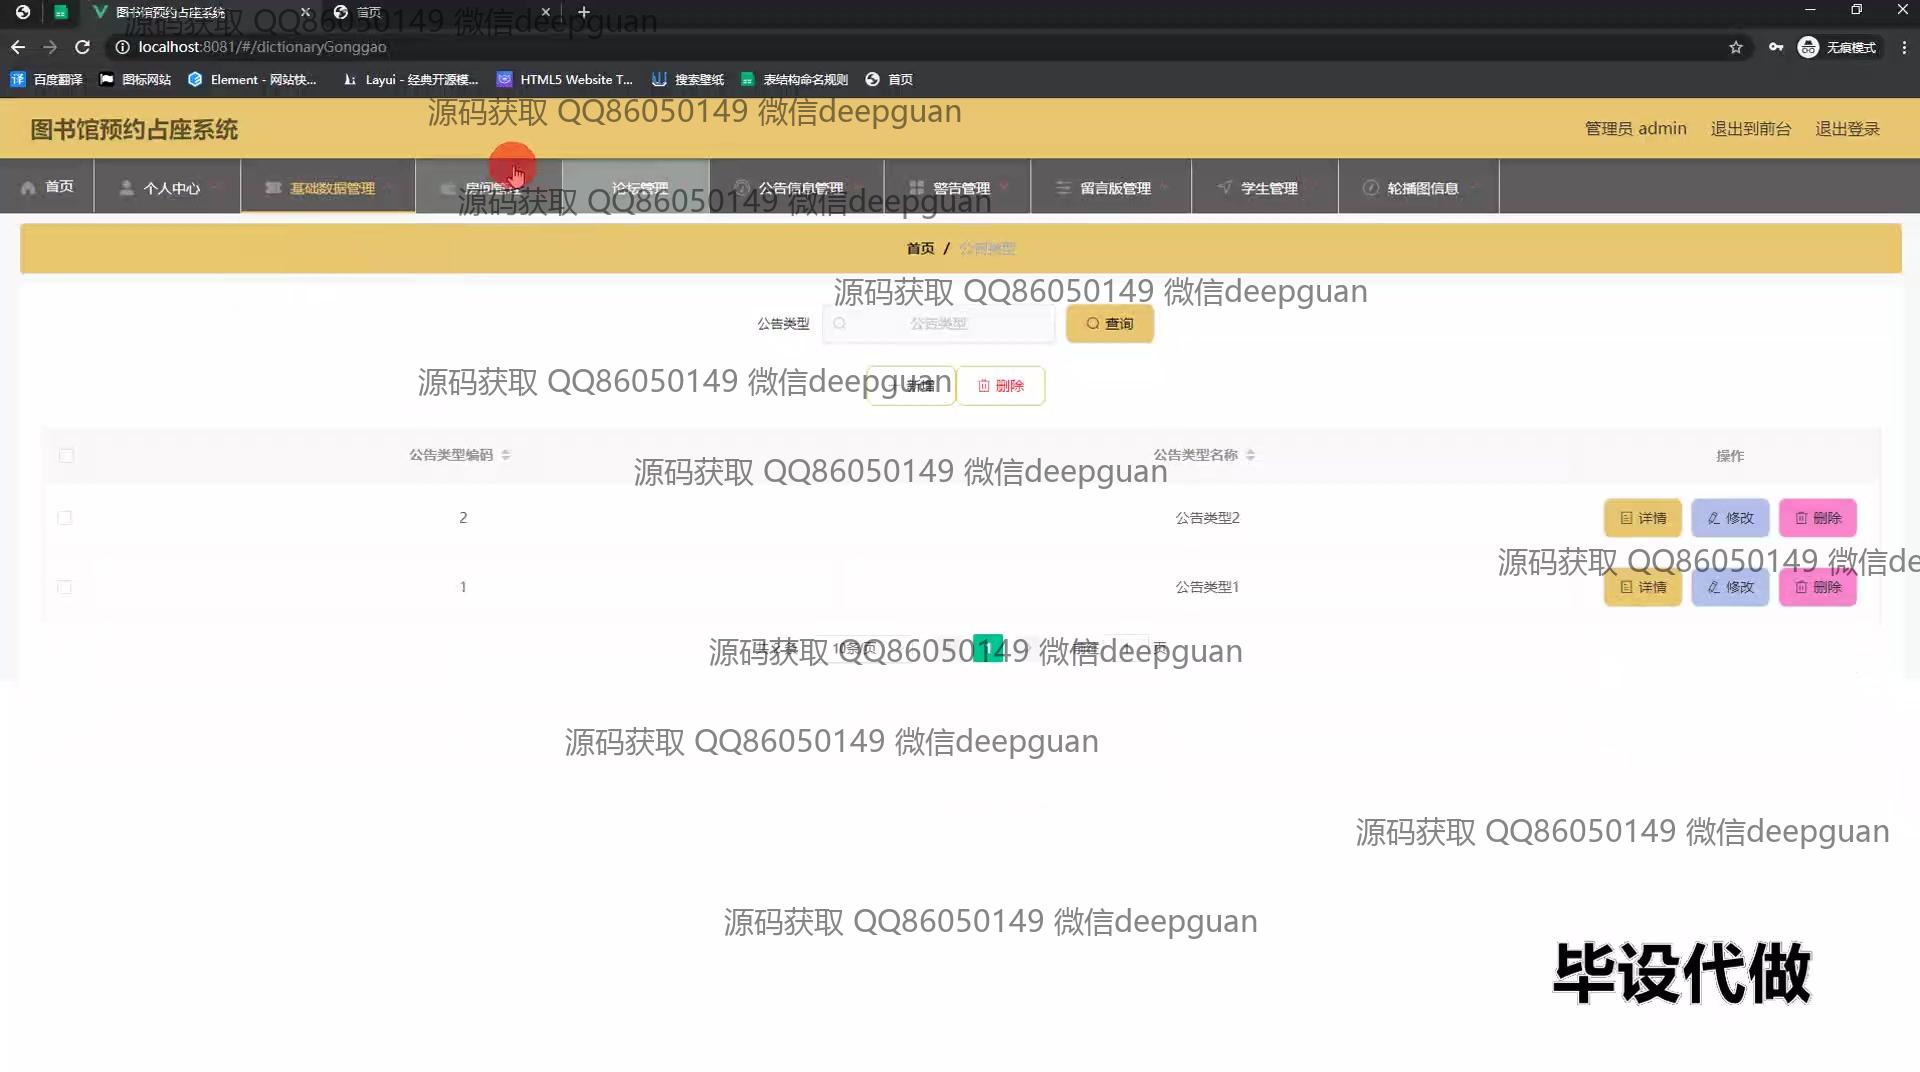 图书馆预约占座系统
首页
源码获取 QQ86050149 微信deepguan
localhost:8081/#/dictionaryGonggao
无痕模式
百度翻译 图标网站 Element - 网站快... Layui - 经典开源模... HTML5 Website T... 搜索壁纸 表结构命名规则 首页
源码获取 QQ86050149 微信deepguan
图书馆预约占座系统
管理员 admin 退出到前台 退出登录
首页 个人中心 基础数据管理 房间管理 论坛管理 公告信息管理 警告管理 留言版管理 学生管理 轮播图信息
源码获取 QQ86050149 微信deepguan
首页 / 公告类型
源码获取 QQ86050149 微信deepguan
公告类型 公告类型 查询
源码获取 QQ86050149 微信deepguan
新增 删除
公告类型编码 公告类型名称 操作
源码获取 QQ86050149 微信deepguan
2 公告类型2 详情 修改 删除
源码获取 QQ86050149 微信de
1 公告类型1 详情 修改 删除
共2条 10条/页 1 前往 1 页
源码获取 QQ86050149 微信deepguan
源码获取 QQ86050149 微信deepguan
源码获取 QQ86050149 微信deepguan
源码获取 QQ86050149 微信deepguan
毕设代做